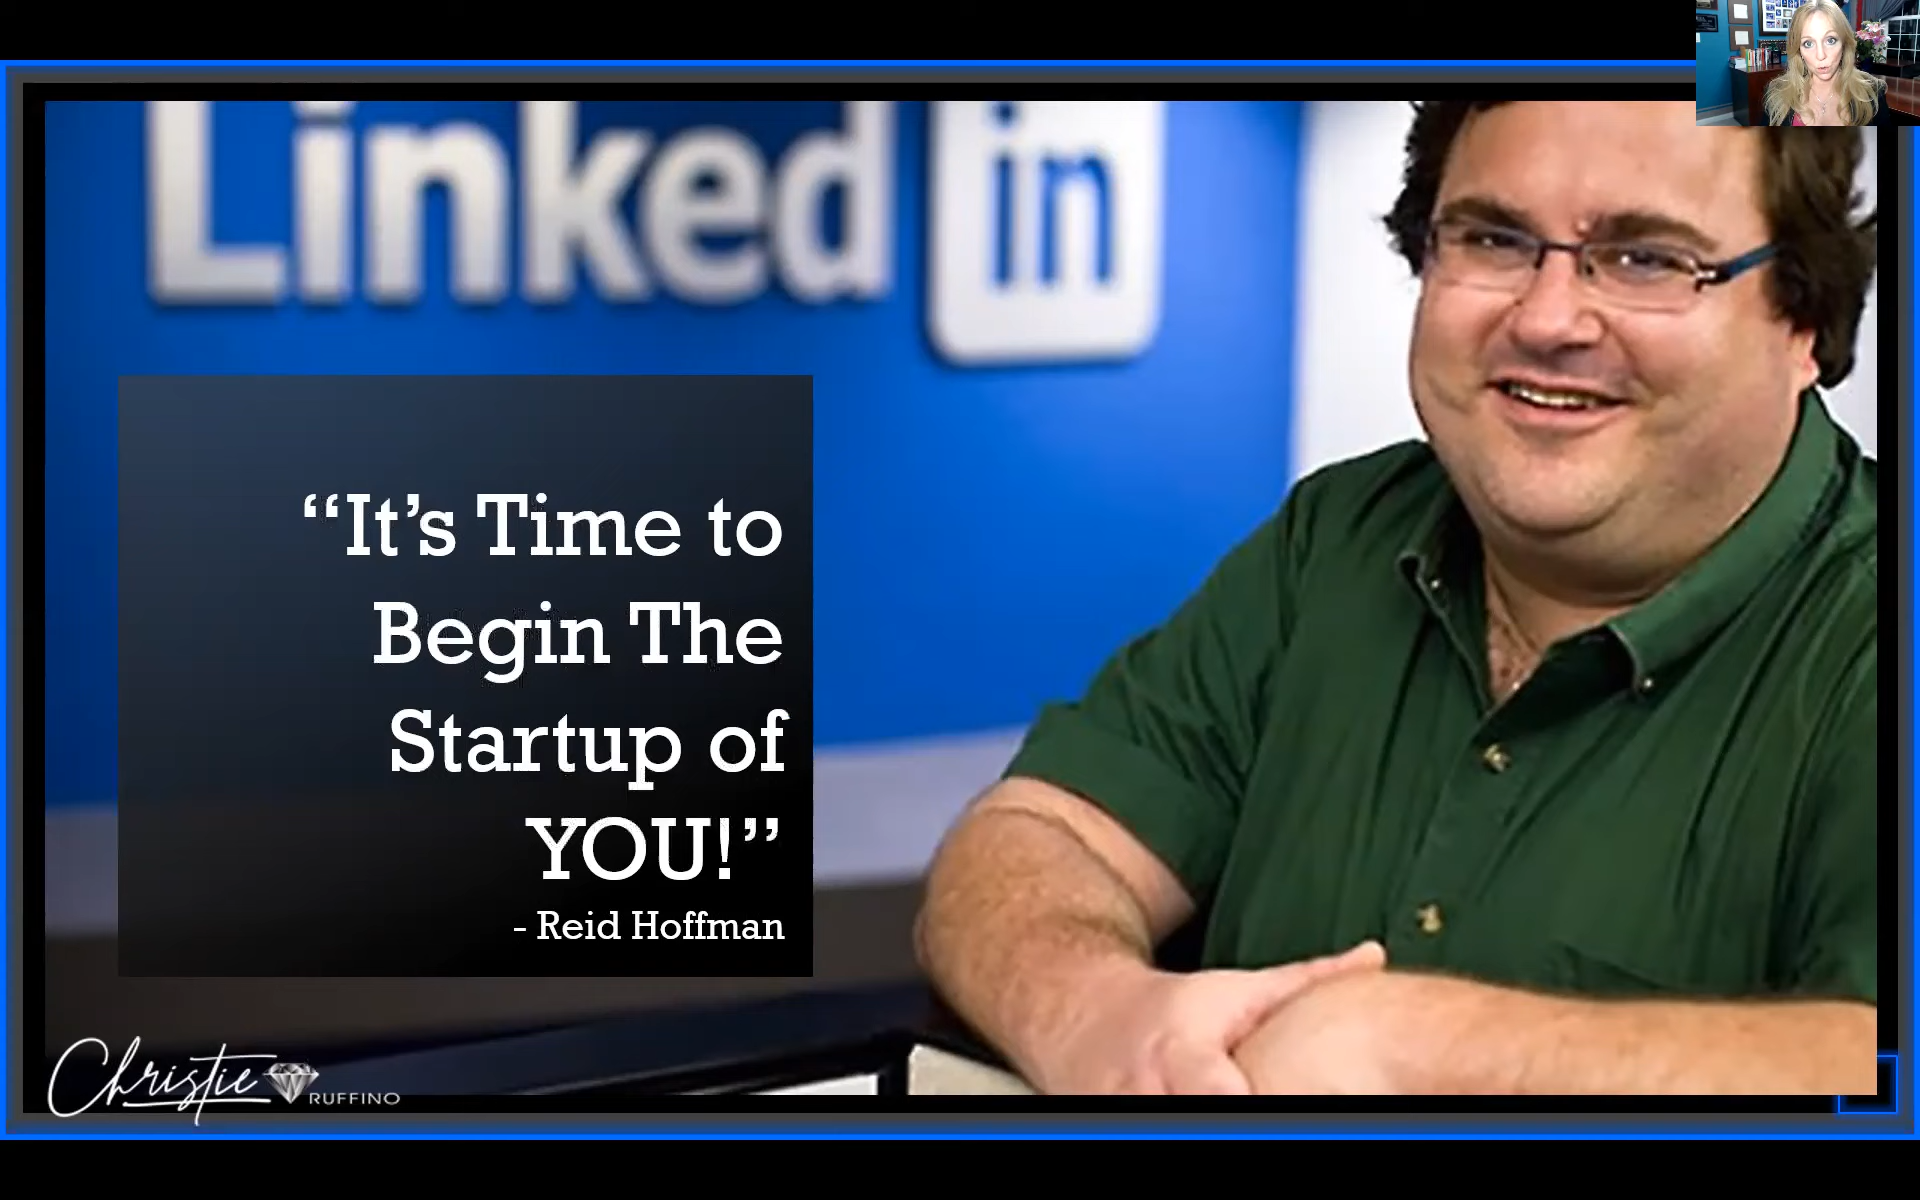 Linked in
“It’s Time to
Begin The
Startup of
YOU!”
- Reid Hoffman
Christie
RUFFINO